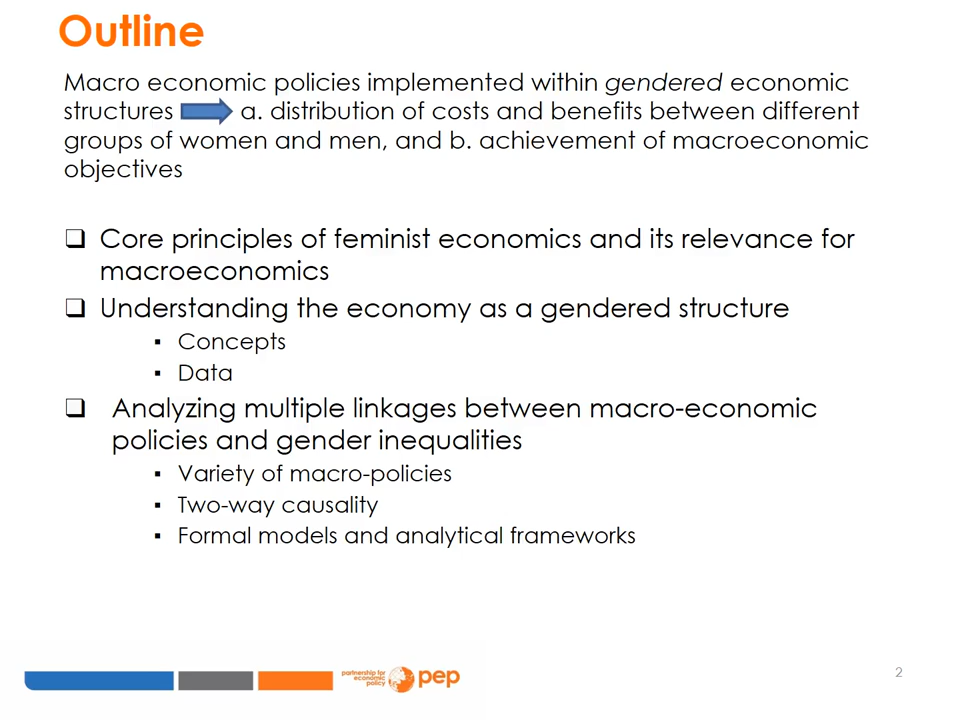 Outline
Macro economic policies implemented within gendered economic
structures a. distribution of costs and benefits between different
groups of women and men, and b. achievement of macroeconomic
objectives
❑ Core principles of feminist economics and its relevance for
macroeconomics
❑ Understanding the economy as a gendered structure
▪ Concepts
▪ Data
❑ Analyzing multiple linkages between macro-economic
policies and gender inequalities
▪ Variety of macro-policies
▪ Two-way causality
▪ Formal models and analytical frameworks
partnership for
economic
policy
pep
2